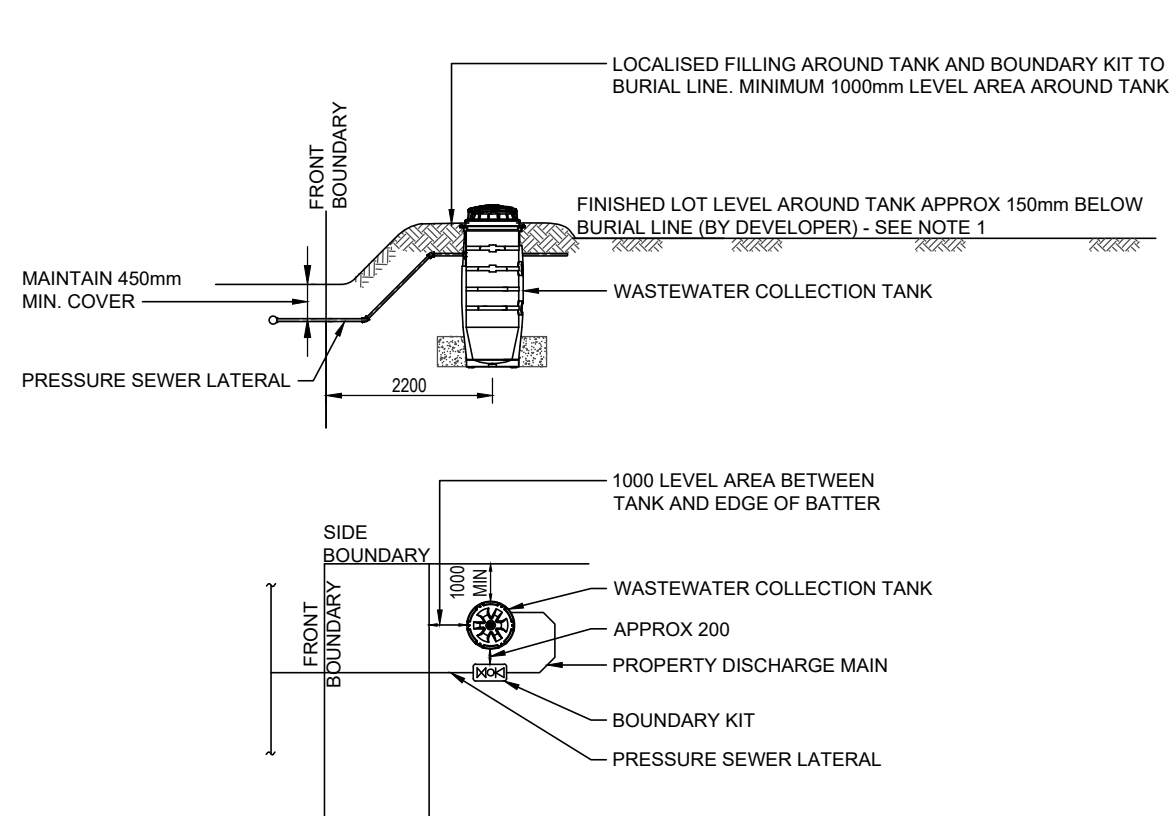 LOCALISED FILLING AROUND TANK AND BOUNDARY KIT TO
BURIAL LINE. MINIMUM 1000mm LEVEL AREA AROUND TANK
FRONT
BOUNDARY
FINISHED LOT LEVEL AROUND TANK APPROX 150mm BELOW
BURIAL LINE (BY DEVELOPER) - SEE NOTE 1
MAINTAIN 450mm
MIN. COVER
WASTEWATER COLLECTION TANK
PRESSURE SEWER LATERAL
2200
1000 LEVEL AREA BETWEEN
TANK AND EDGE OF BATTER
SIDE
BOUNDARY
1000
MIN
WASTEWATER COLLECTION TANK
FRONT
BOUNDARY
APPROX 200
PROPERTY DISCHARGE MAIN
BOUNDARY KIT
PRESSURE SEWER LATERAL